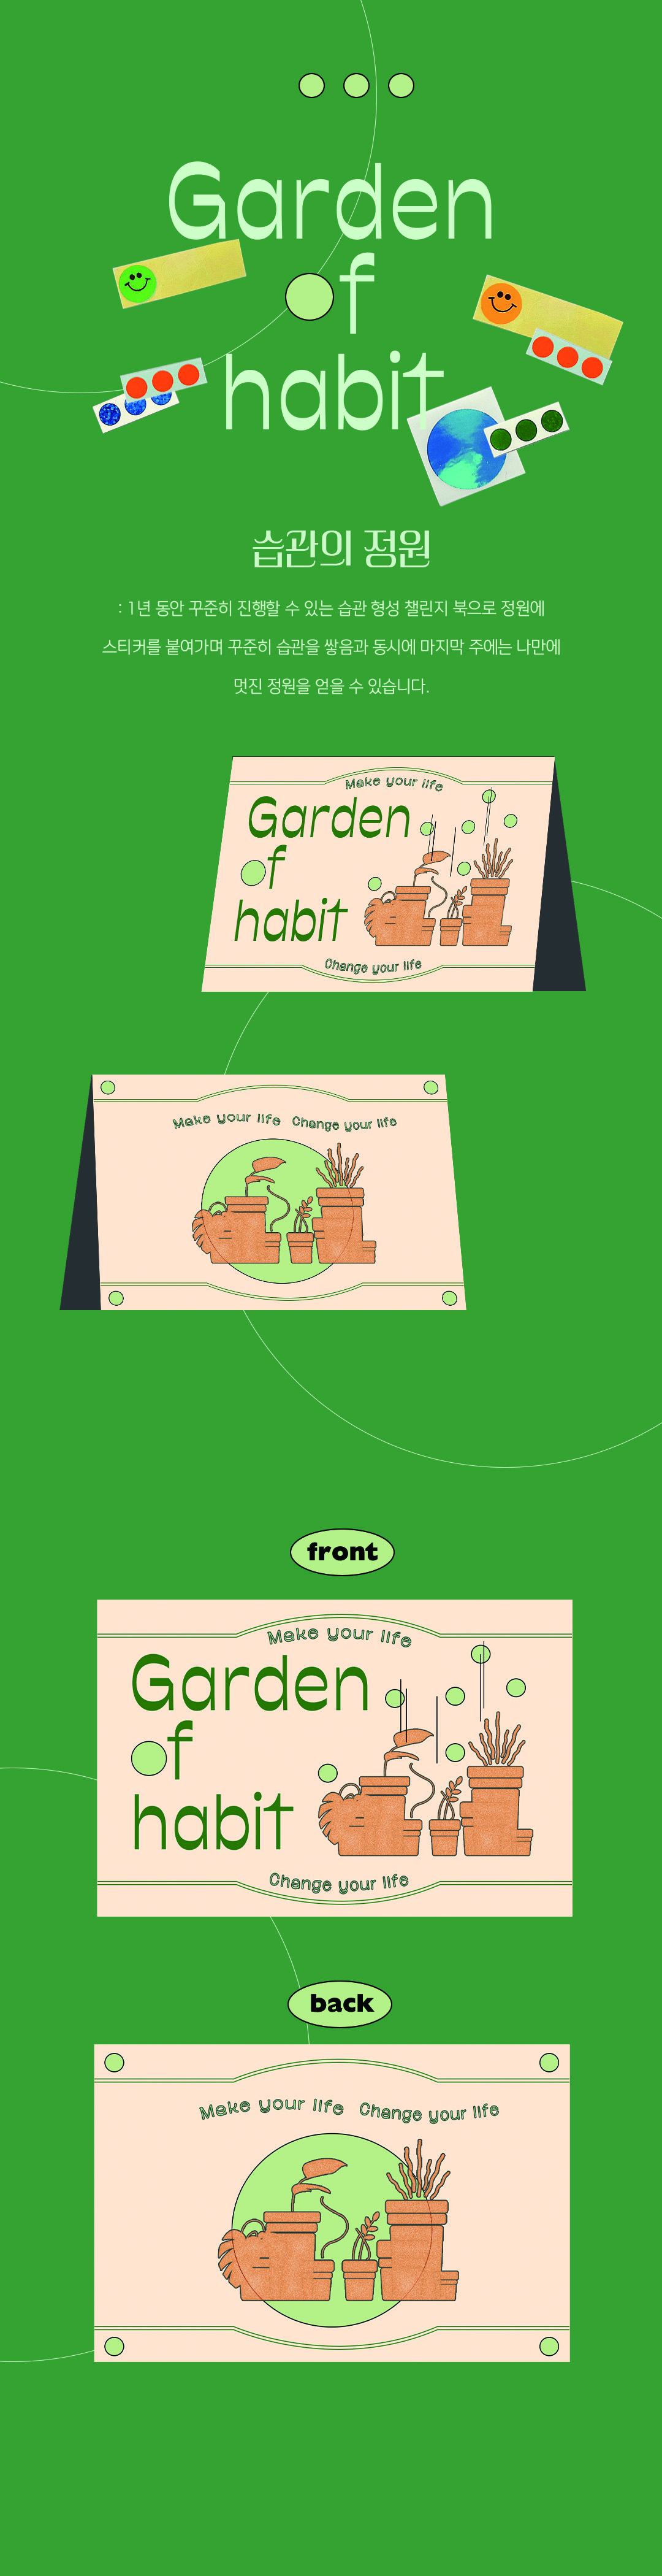 Garden
of
habit
습관의 정원
: 1년 동안 꾸준히 진행할 수 있는 습관 형성 챌린지 북으로 정원에
스티커를 붙여가며 꾸준히 습관을 쌓음과 동시에 마지막 주에는 나만에
멋진 정원을 얻을 수 있습니다.
Make your life
Garden
of
habit
Change your life
Make your life Change your life
front
Make your life
Garden
of
habit
Change your life
back
Make your life Change your life